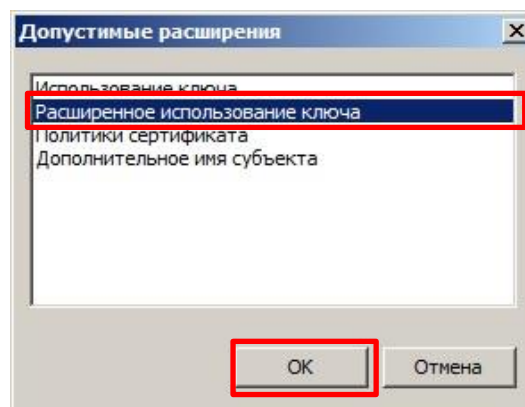 Допустимые расширения
Использование ключа
Расширенное использование ключа
Политики сертификата
Дополнительное имя субъекта
OK
Отмена